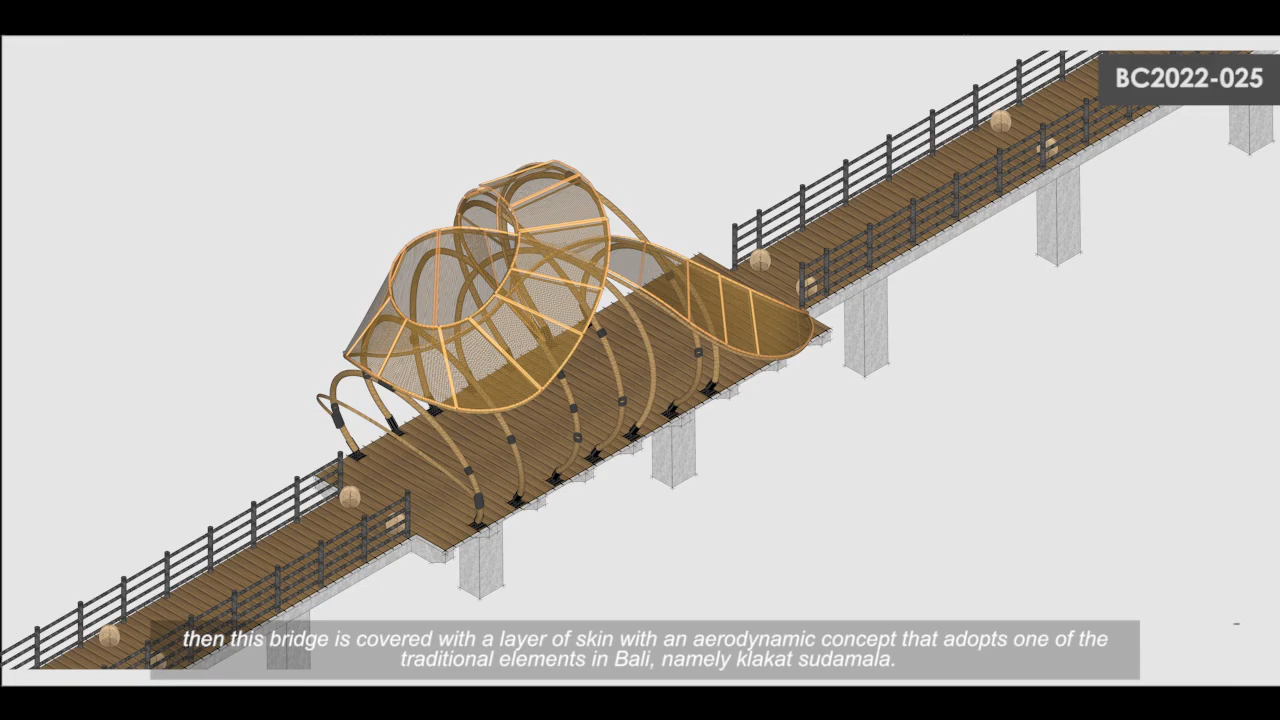 BC2022-025
then this bridge is covered with a layer of skin with an aerodynamic concept that adopts one of the
traditional elements in Bali, namely klakat sudamala.